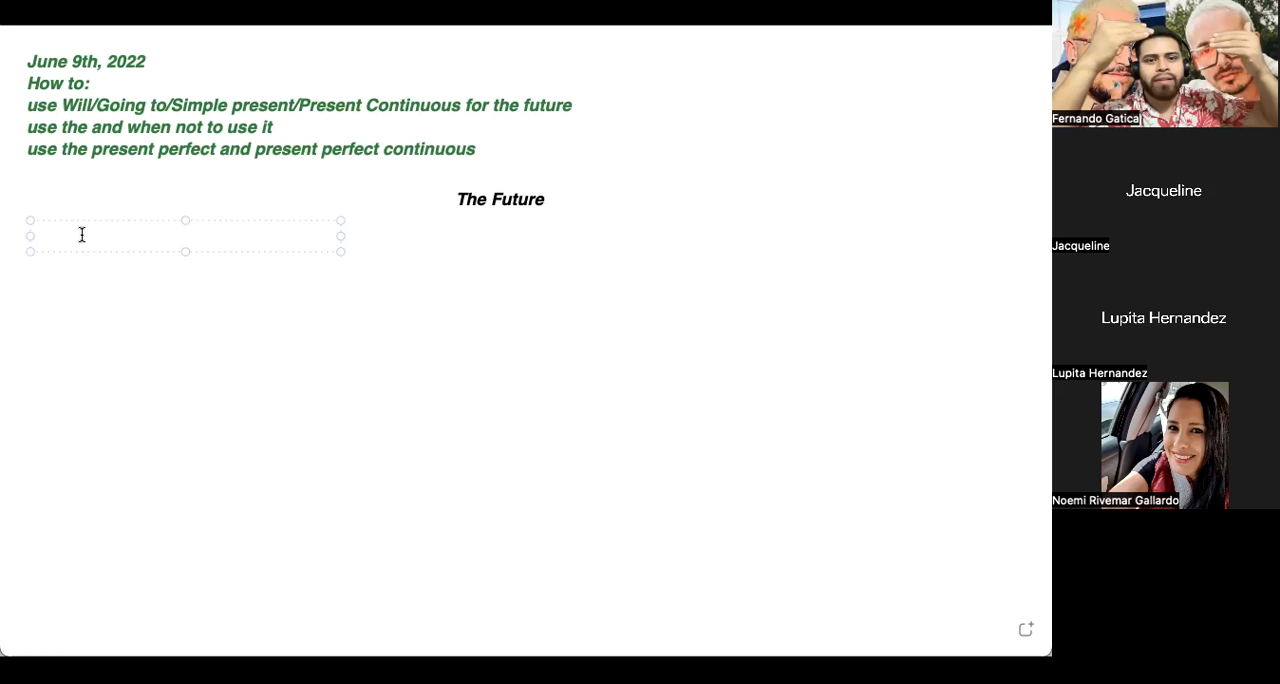 June 9th, 2022
How to:
use Will/Going to/Simple present/Present Continuous for the future
use the and when not to use it
use the present perfect and present perfect continuous
The Future
Fernando Gatica
Jacqueline
Jacqueline
Lupita Hernandez
Lupita Hernandez
Noemi Rivemar Gallardo